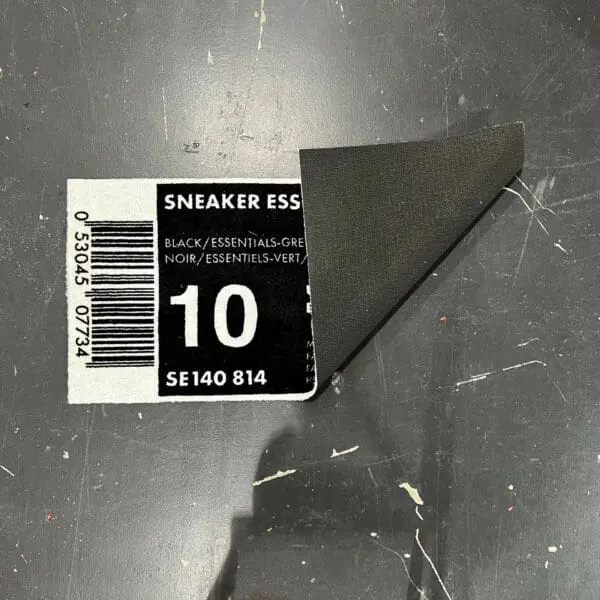 0 53045 07734
SNEAKER ESS
BLACK/ESSENTIALS-GRE
NOIR/ESSENTIELS-VERT/
10
SE140 814